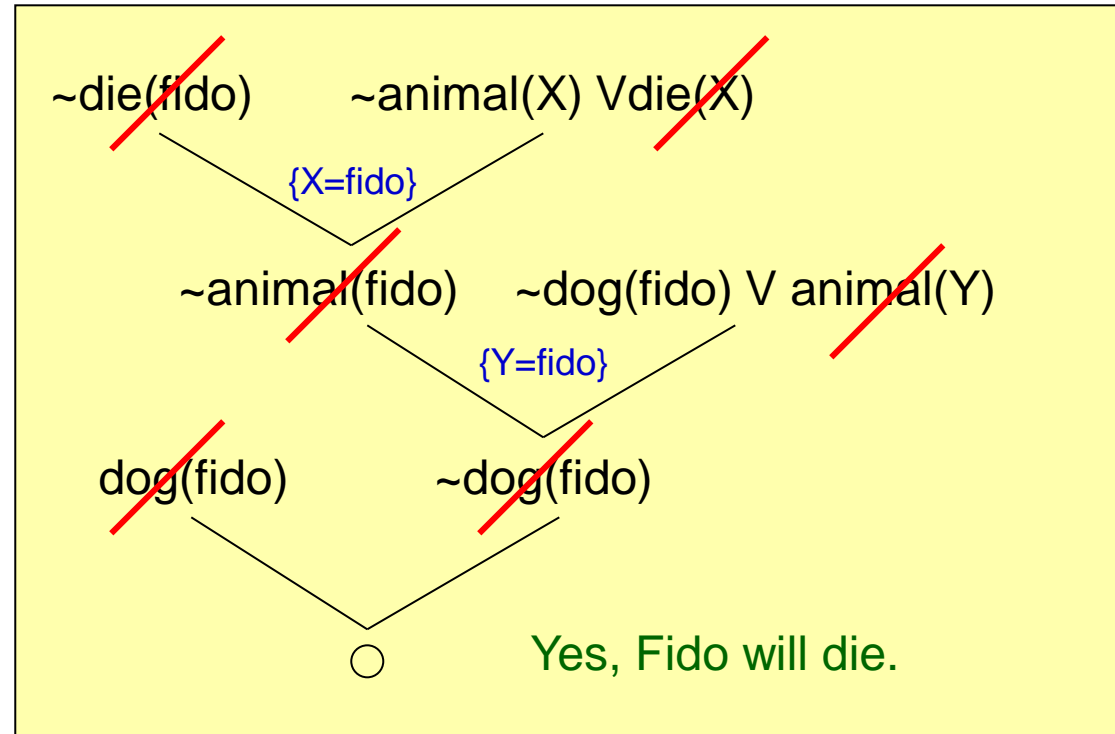 ~die(fido) ~animal(X) Vdie(X)
{X=fido}
~animal(fido) ~dog(fido) V animal(Y)
{Y=fido}
dog(fido) ~dog(fido)
Yes, Fido will die.